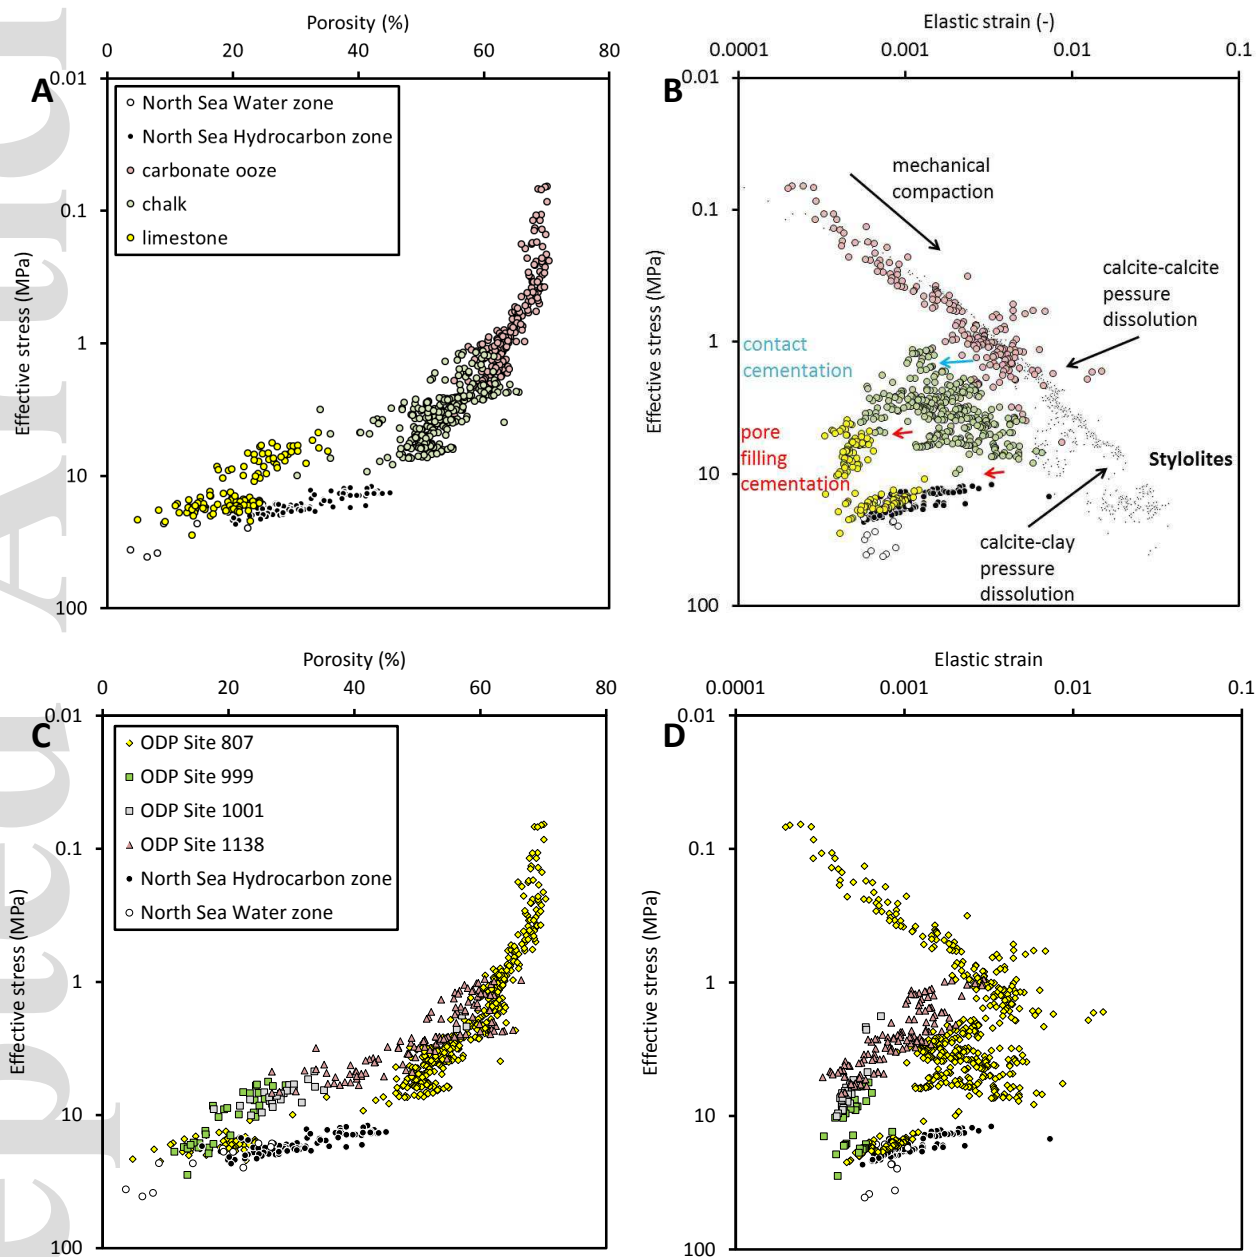 Accepted Article
Porosity (%)
0 20 40 60 80
A
0.01
0.1
1
10
100
Effective stress (MPa)
North Sea Water zone
North Sea Hydrocarbon zone
carbonate ooze
chalk
limestone
Elastic strain (-)
0.0001 0.001 0.01 0.1
B
0.01
0.1
1
10
100
Effective stress (MPa)
mechanical
compaction
calcite-calcite
pessure
dissolution
contact
cementation
pore
filling
cementation
Stylolites
calcite-clay
pressure
dissolution
Porosity (%)
0 20 40 60 80
C
0.01
0.1
1
10
100
Effective stress (MPa)
ODP Site 807
ODP Site 999
ODP Site 1001
ODP Site 1138
North Sea Hydrocarbon zone
North Sea Water zone
Elastic strain
0.0001 0.001 0.01 0.1
D
0.01
0.1
1
10
100
Effective stress (MPa)